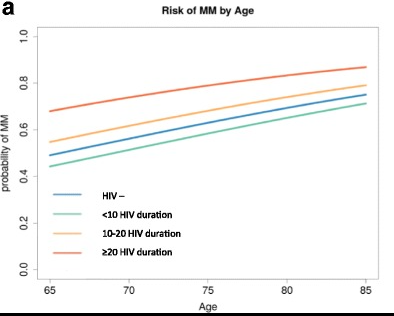 a
Risk of MM by Age
probability of MM
1.0
0.8
0.6
0.4
0.2
0.0
HIV –
<10 HIV duration
10-20 HIV duration
≥20 HIV duration
65 70 75 80 85
Age